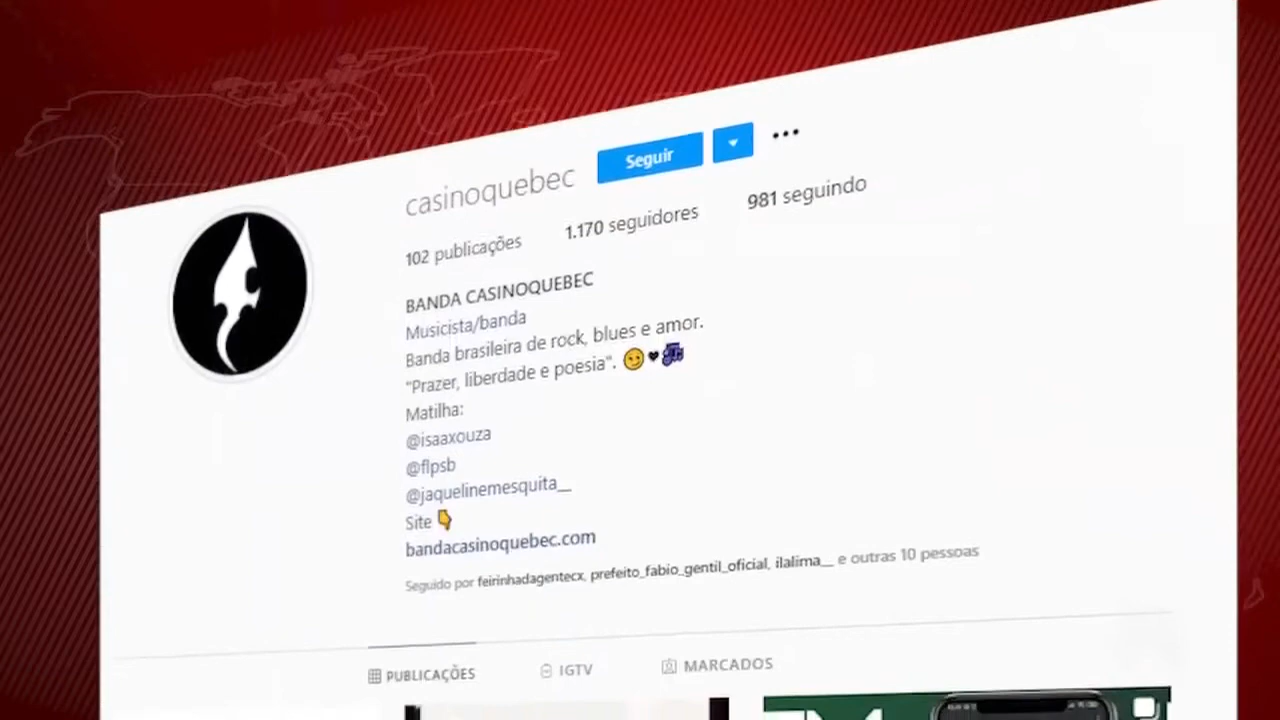 casinoquebec Seguir
102 publicações 1.170 seguidores 981 seguindo
BANDA CASINOQUEBEC
Musicista/banda
Banda brasileira de rock, blues e amor.
"Prazer, liberdade e poesia". 😏🖤🎶
Matilha:
@isaaxouza
@flpsb
@jaquelinemesquita__
Site 👇
bandacasinoquebec.com
Seguido por feirinhadagentecx, prefeito_fabio_gentil_oficial, ilalima__ e outras 10 pessoas
PUBLICAÇÕES IGTV MARCADOS